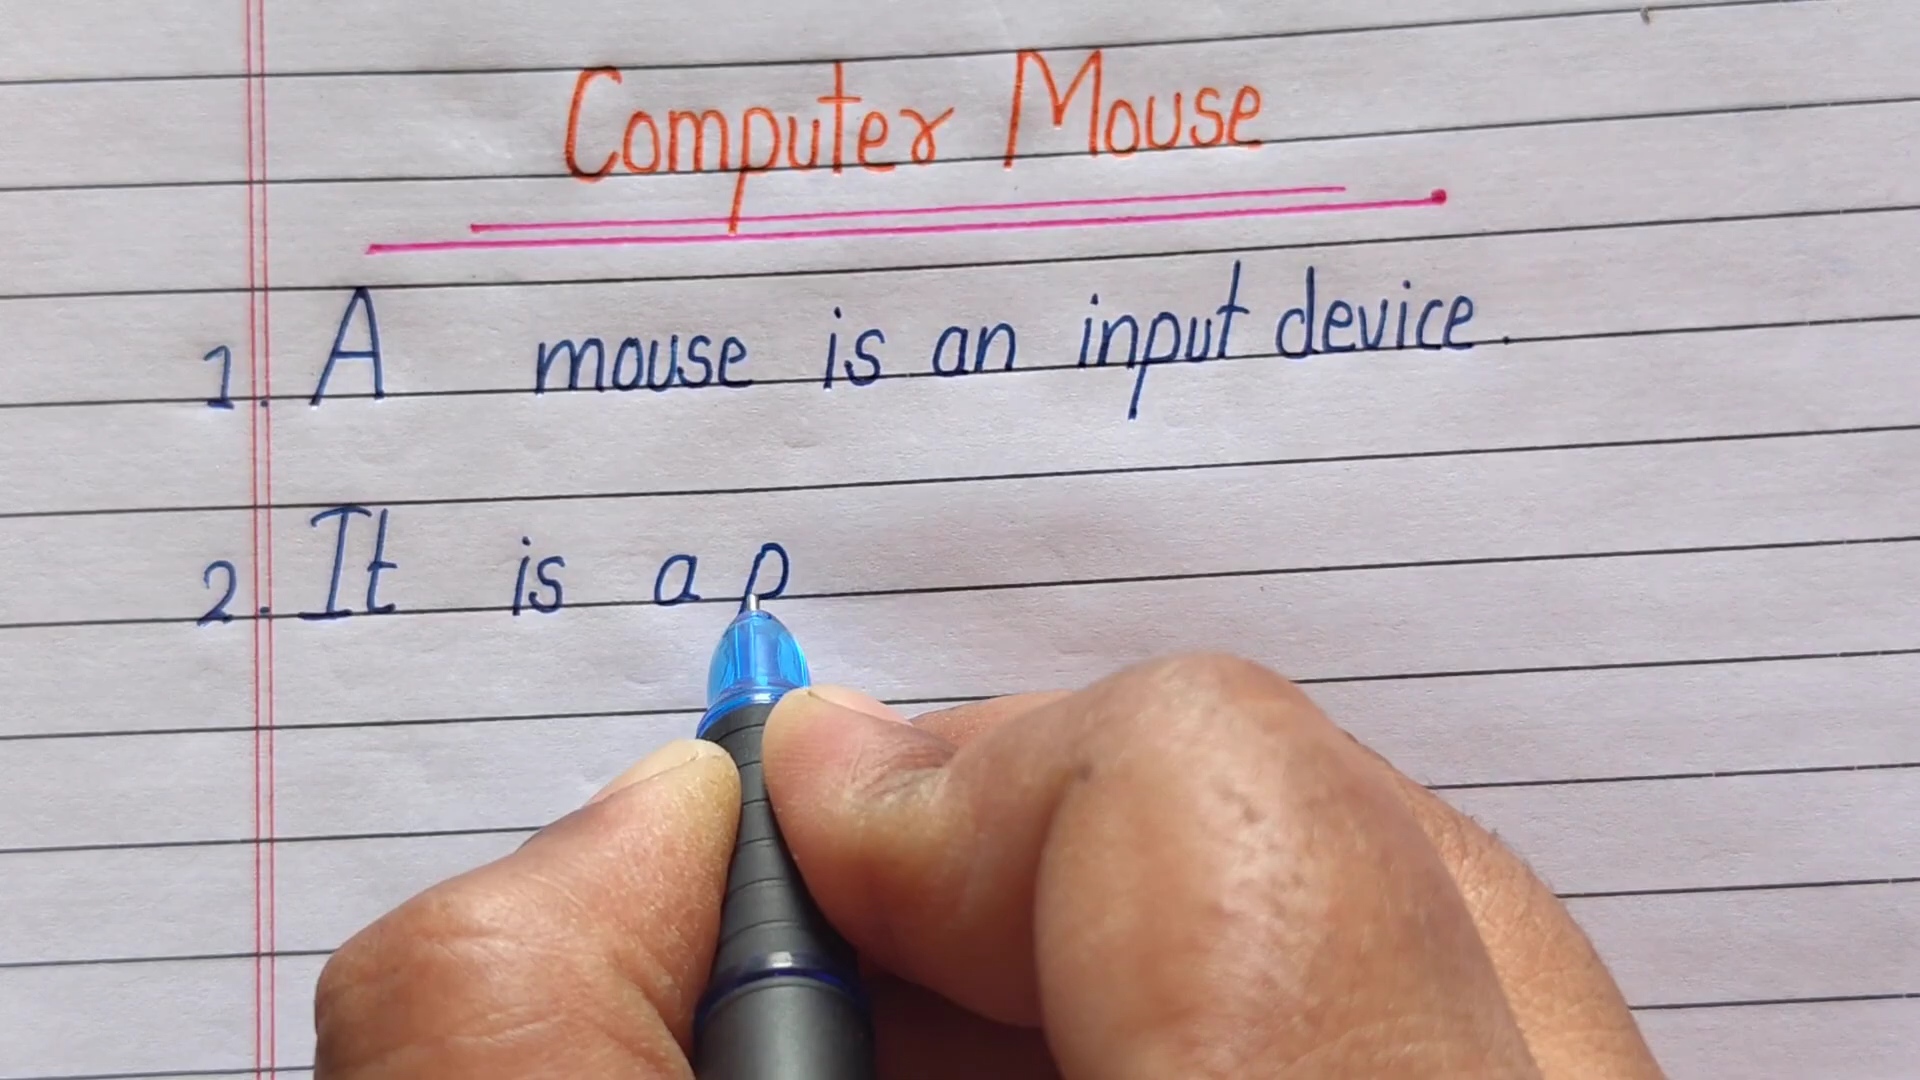 Computer Mouse
1. A mouse is an input device.
2. It is a p